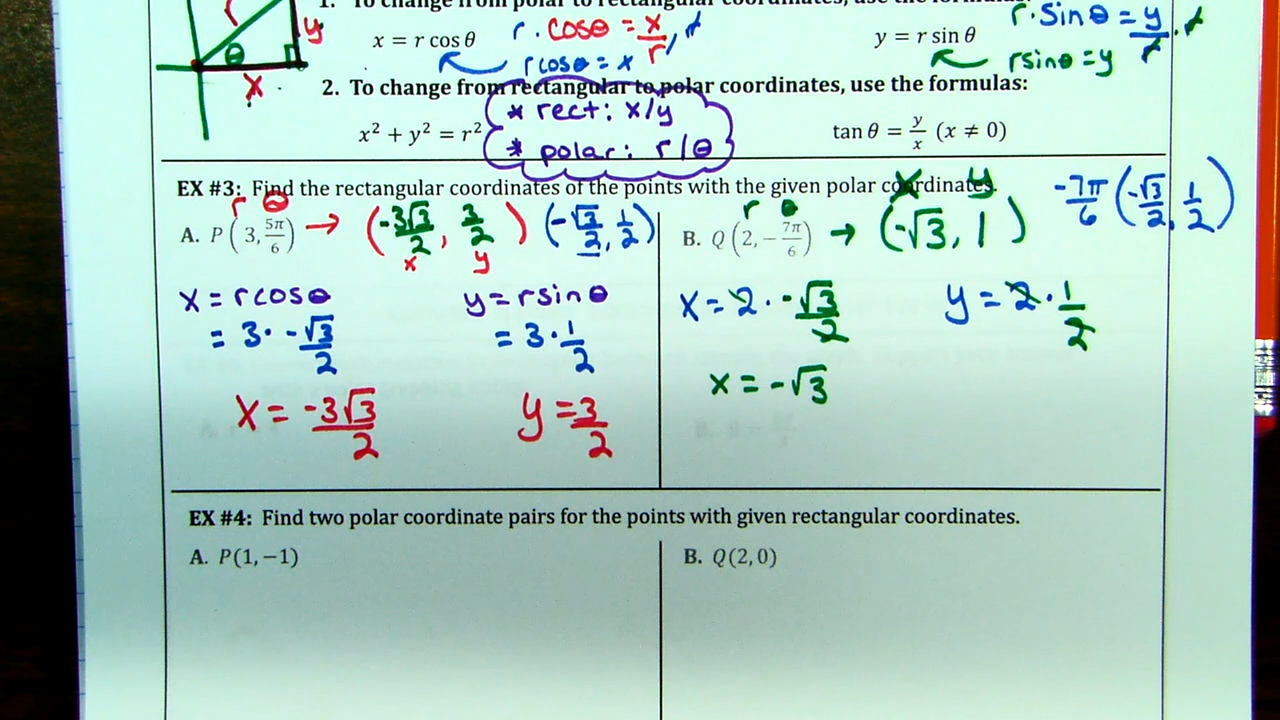 1. To change from polar to rectangular coordinates, use the formulas:
r y θ x
x = r cos θ
r · cosθ = x/r · r
rcosθ = x
y = r sin θ
r · sinθ = y/r · r
rsinθ = y
2. To change from rectangular to polar coordinates, use the formulas:
x² + y² = r²
* rect: x/y
* polar: r/θ
tan θ = y/x (x ≠ 0)
EX #3: Find the rectangular coordinates of the points with the given polar coordinates.
r θ
A. P(3, 5π/6) → (-3√3/2, 3/2) (-√3/2, 1/2)
x y
x = rcosθ
= 3 · -√3/2
x = -3√3/2
y = rsinθ
= 3 · 1/2
y = 3/2
r θ x y
B. Q(2, −7π/6) → (-√3, 1)
-7π/6 (-√3/2, 1/2)
x = 2 · -√3/2
x = -√3
y = 2 · 1/2
EX #4: Find two polar coordinate pairs for the points with given rectangular coordinates.
A. P(1, −1)
B. Q(2, 0)